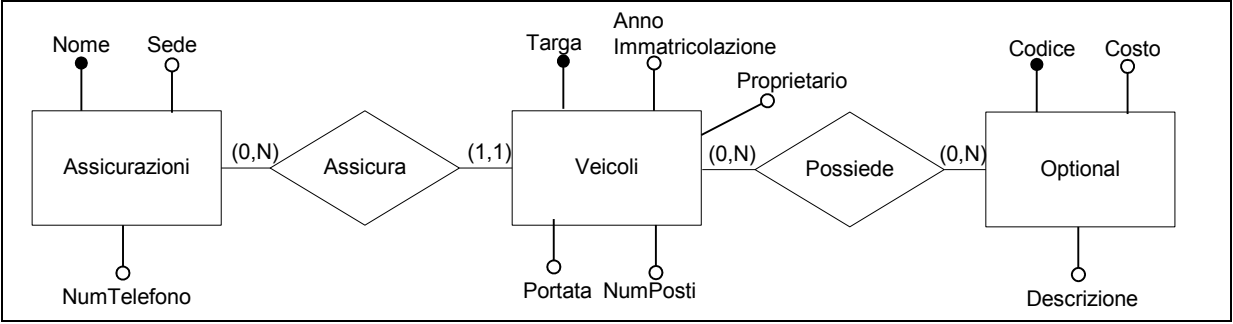 Nome
Sede
Targa
Anno
Immatricolazione
Proprietario
Codice
Costo
Assicurazioni
(0,N)
Assicura
(1,1)
Veicoli
(0,N)
Possiede
(0,N)
Optional
NumTelefono
Portata
NumPosti
Descrizione